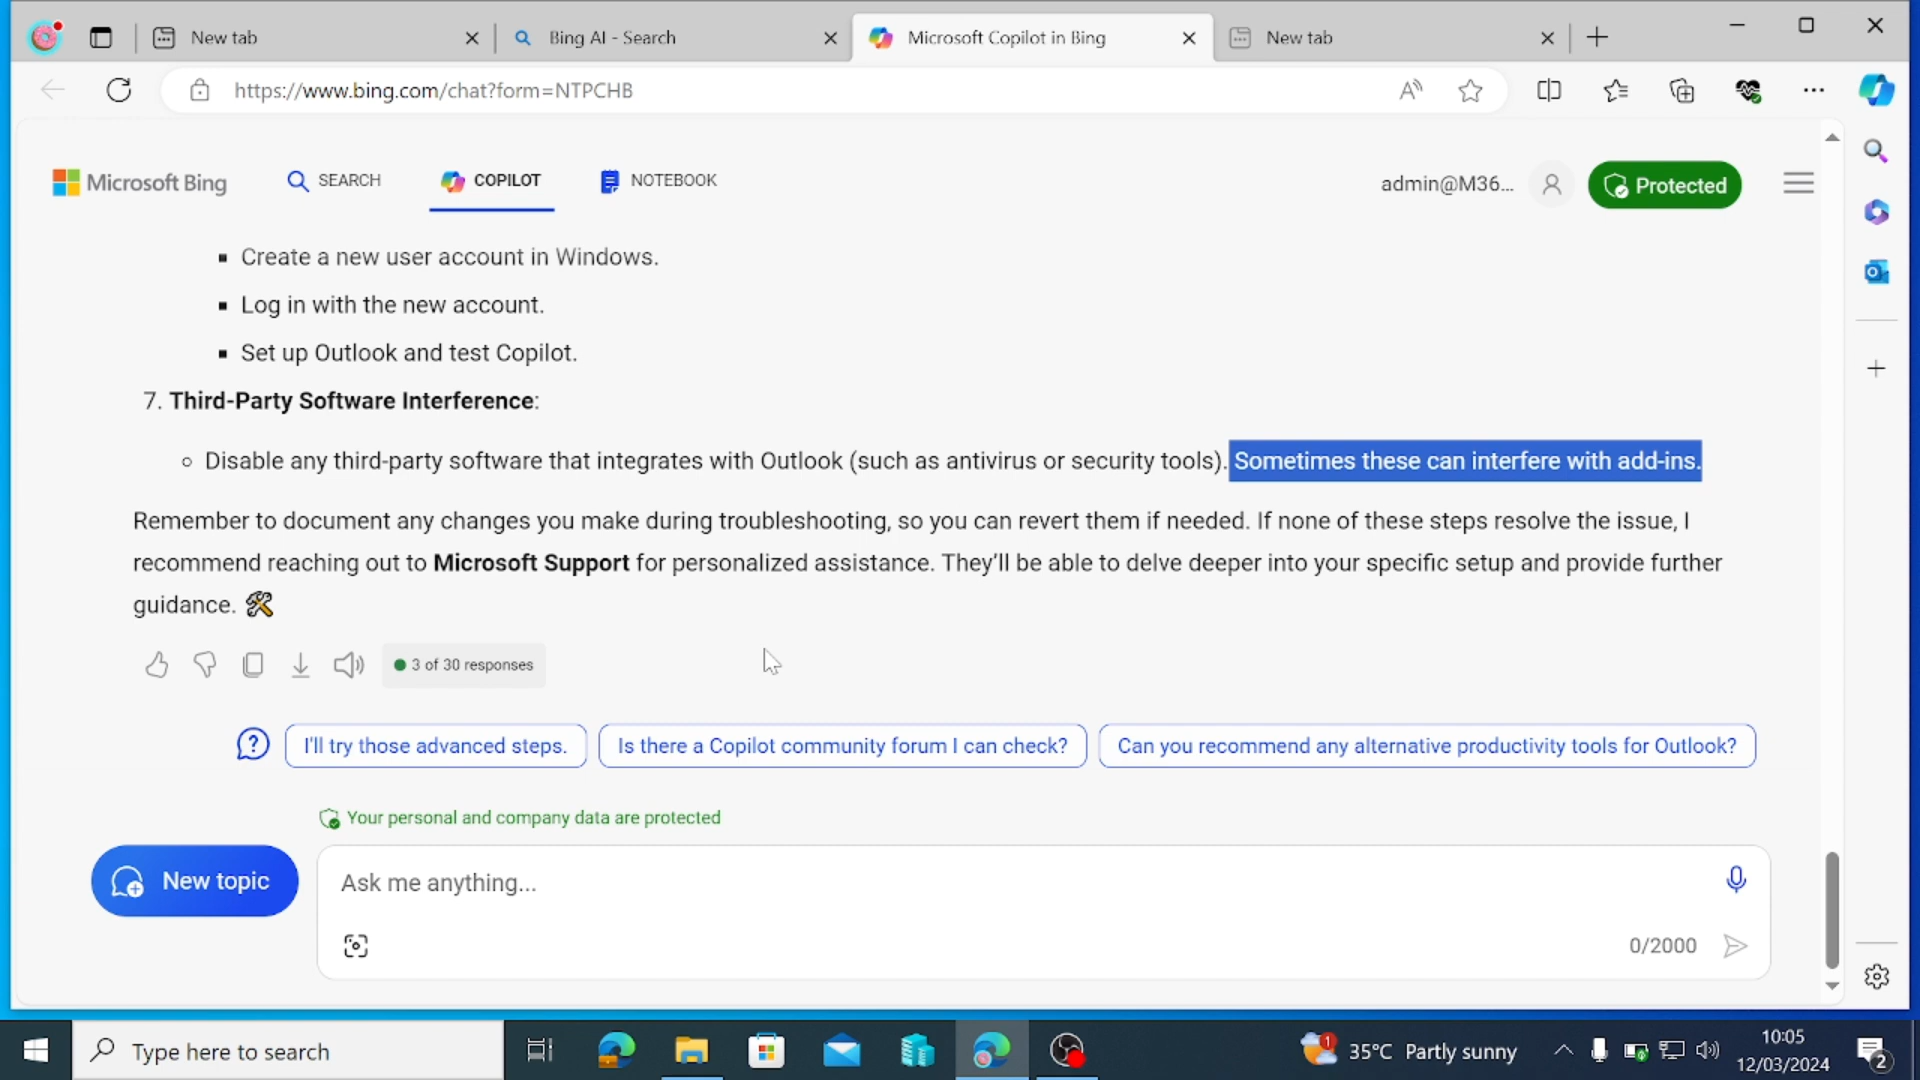 New tab
Bing AI - Search
Microsoft Copilot in Bing
New tab
https://www.bing.com/chat?form=NTPCHB
Microsoft Bing
SEARCH
COPILOT
NOTEBOOK
admin@M36...
Protected
▪ Create a new user account in Windows.
▪ Log in with the new account.
▪ Set up Outlook and test Copilot.
7. Third-Party Software Interference:
○ Disable any third-party software that integrates with Outlook (such as antivirus or security tools). Sometimes these can interfere with add-ins.
Remember to document any changes you make during troubleshooting, so you can revert them if needed. If none of these steps resolve the issue, I
recommend reaching out to Microsoft Support for personalized assistance. They’ll be able to delve deeper into your specific setup and provide further
guidance. 🛠
3 of 30 responses
I'll try those advanced steps.
Is there a Copilot community forum I can check?
Can you recommend any alternative productivity tools for Outlook?
Your personal and company data are protected
New topic
Ask me anything...
0/2000
Type here to search
1
35°C Partly sunny
10:05
12/03/2024
2